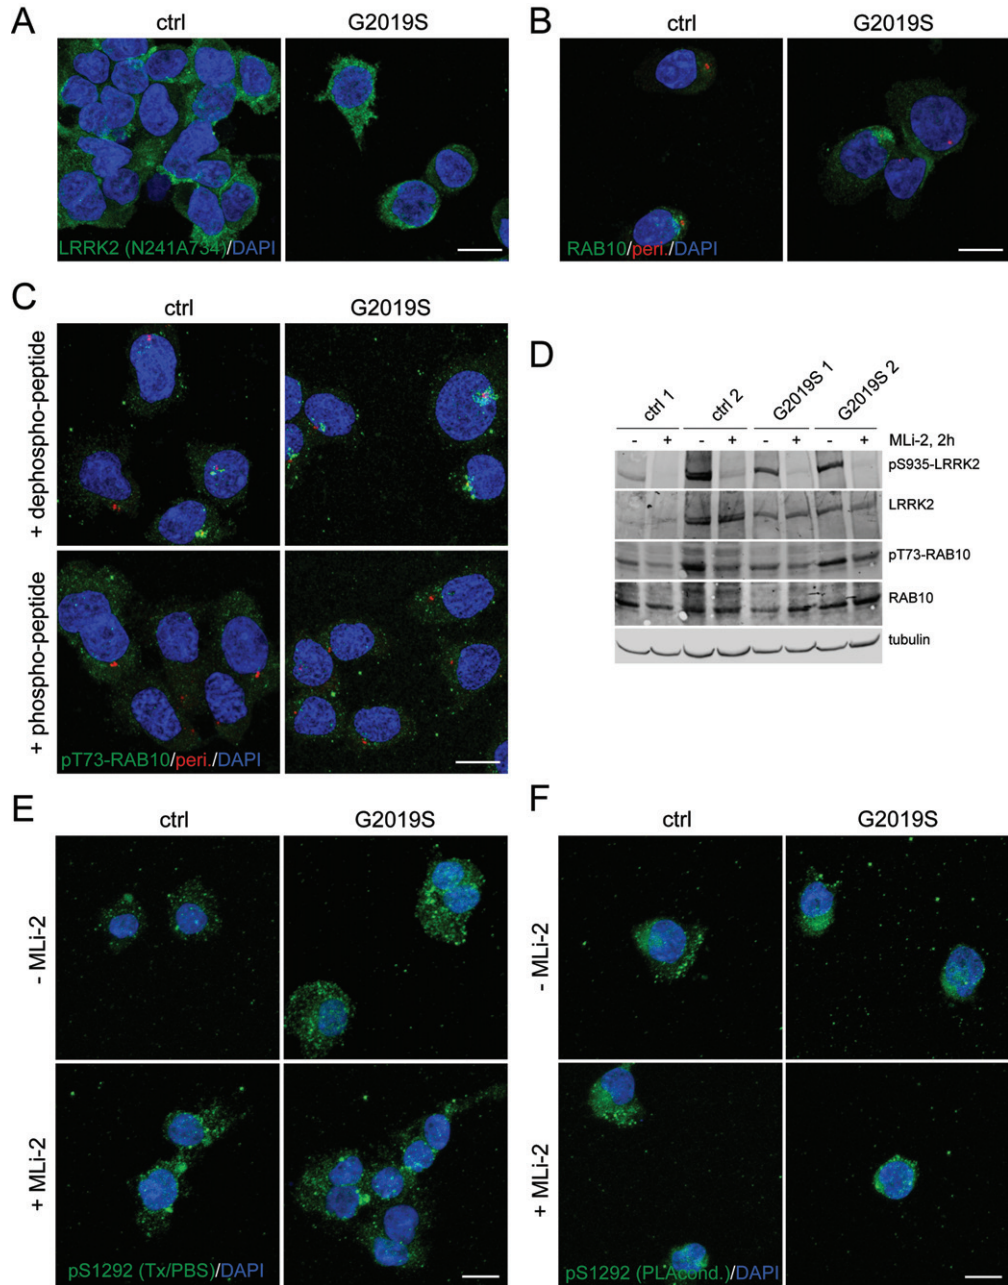 A
ctrl
G2019S
LRRK2 (N241A734)/DAPI
B
ctrl
G2019S
RAB10/peri./DAPI
C
ctrl
G2019S
+ dephospho-peptide
+ phospho-peptide
pT73-RAB10/peri./DAPI
D
ctrl 1
ctrl 2
G2019S 1
G2019S 2
- + - + - + - + MLi-2, 2h
pS935-LRRK2
LRRK2
pT73-RAB10
RAB10
tubulin
E
ctrl
G2019S
- MLi-2
+ MLi-2
pS1292 (Tx/PBS)/DAPI
F
ctrl
G2019S
- MLi-2
+ MLi-2
pS1292 (PLAcond.)/DAPI